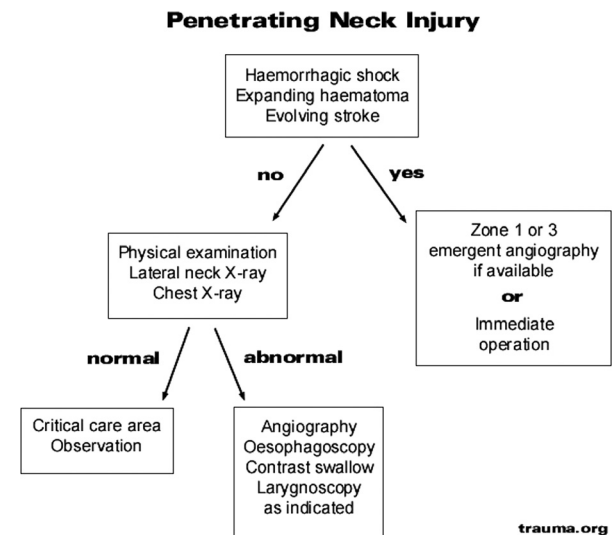 Penetrating Neck Injury
Haemorrhagic shock
Expanding haematoma
Evolving stroke
no
yes
Physical examination
Lateral neck X-ray
Chest X-ray
Zone 1 or 3
emergent angiography
if available
or
Immediate
operation
normal
abnormal
Critical care area
Observation
Angiography
Oesophagoscopy
Contrast swallow
Larygnoscopy
as indicated
trauma.org